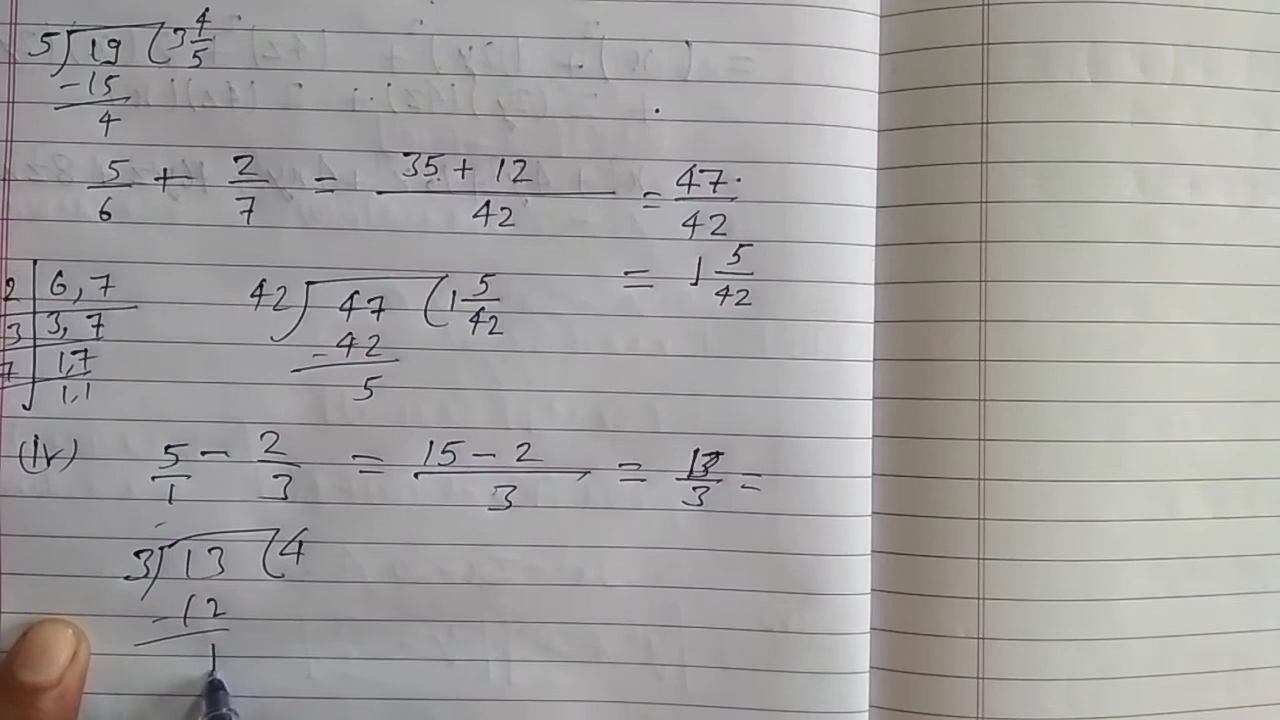 5) 19 (3 4/5
-15
4
5/6 + 2/7 = 35 + 12/42 = 47/42
= 1 5/42
2 | 6, 7
3 | 3, 7
7 | 1, 7
1, 1
42) 47 (1 5/42
-42
5
(iv) 5/1 - 2/3 = 15 - 2/3 = 13/3 =
3) 13 (4
-12
1